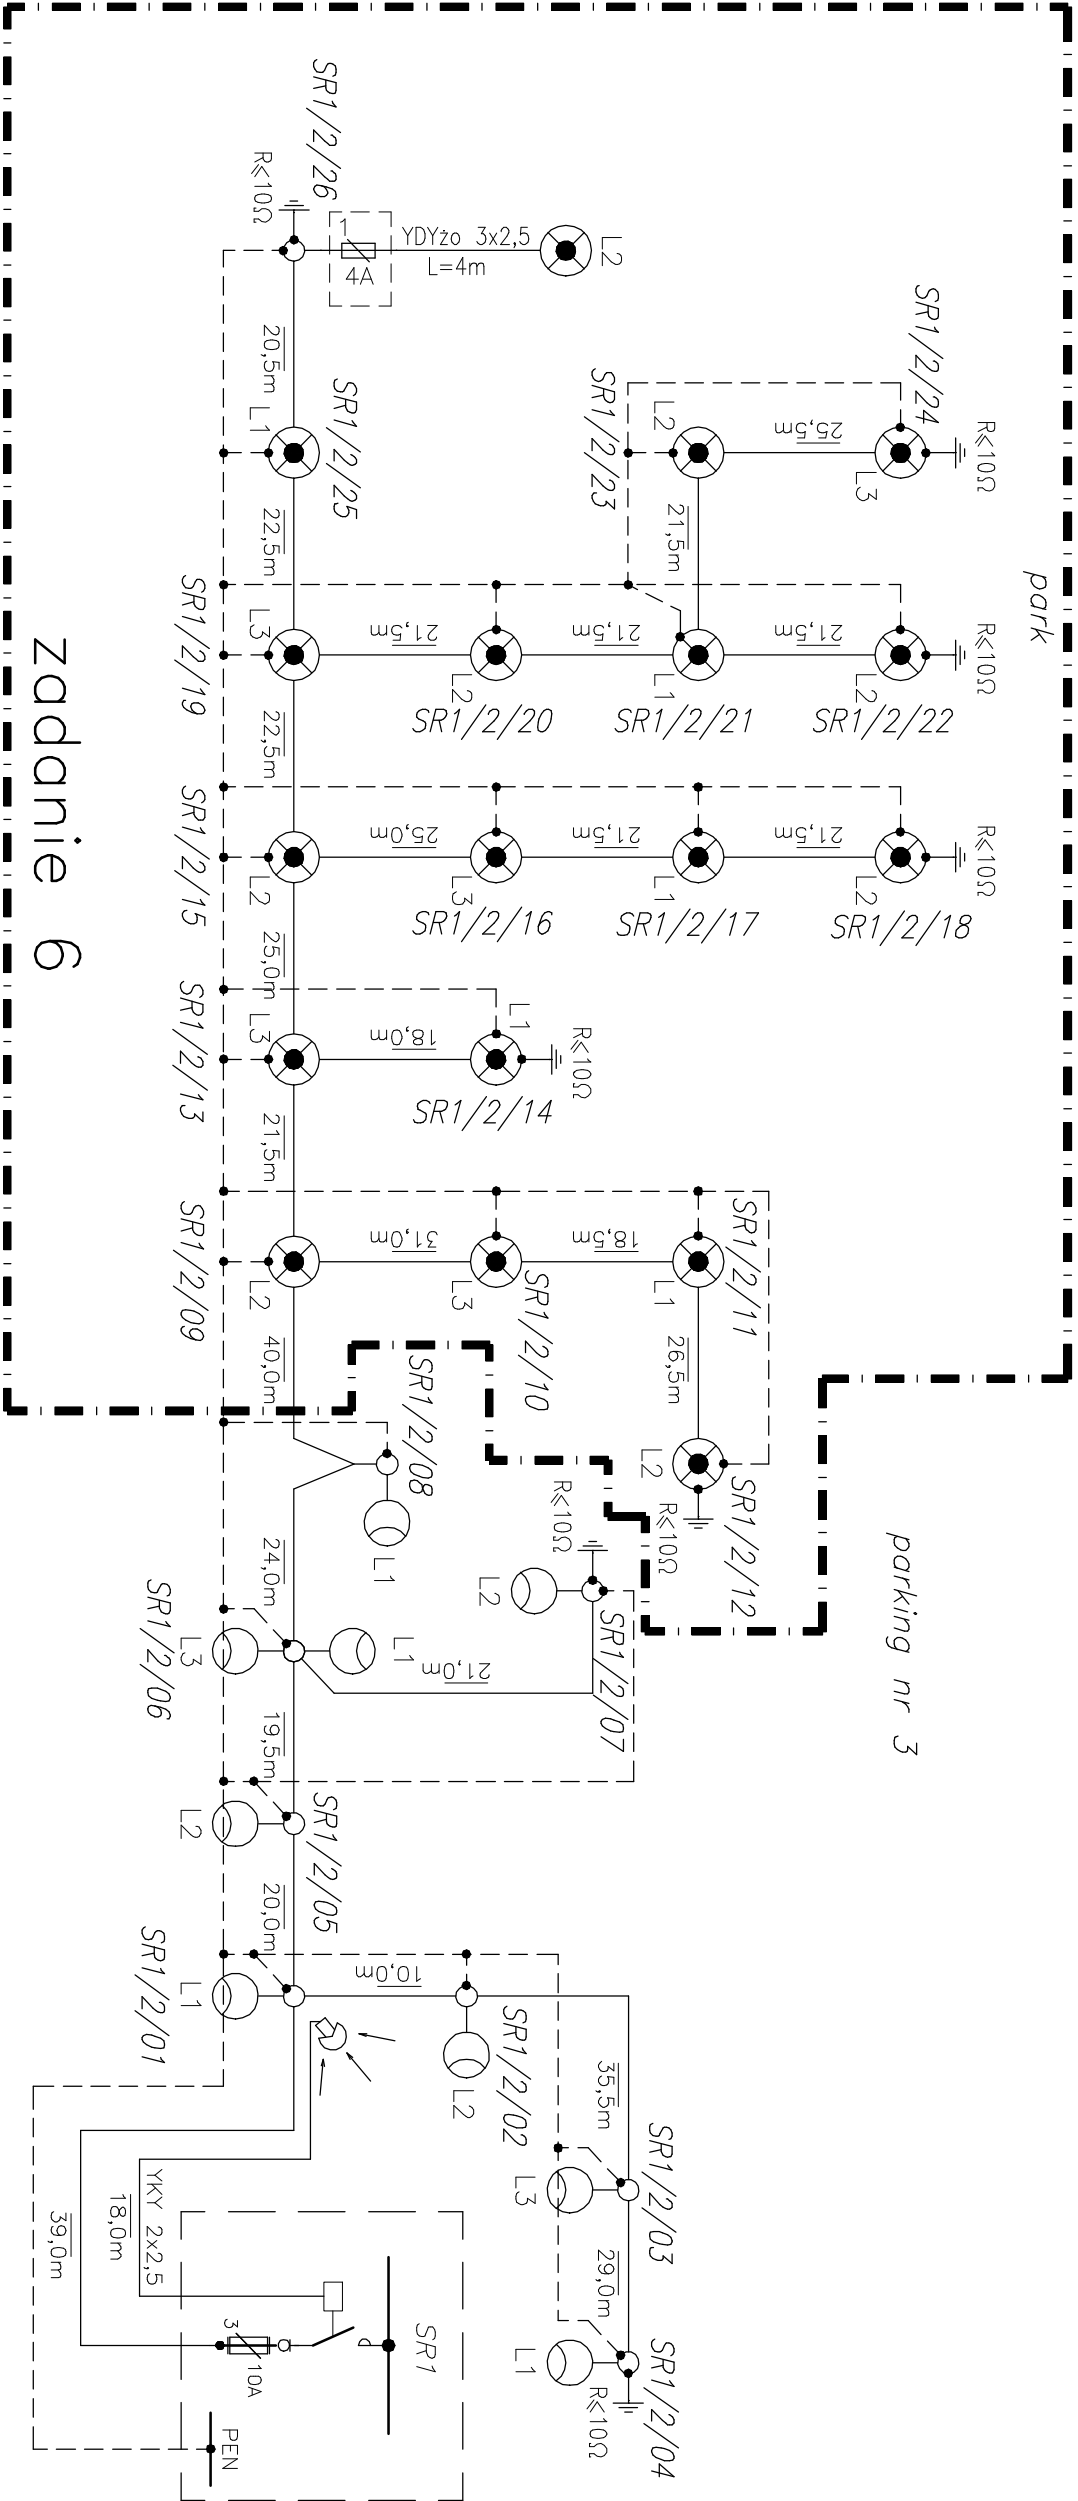 SR1/2/26
R≤10Ω
1
4A
YDYżo 3x2,5
L=4m
L2
20,5m
L1
SR1/2/25
SR1/2/24
R≤10Ω
L3
25,5m
L2
SR1/2/23
21,5m
22,5m
park
SR1/2/19
L3
21,5m
L2
SR1/2/20
21,5m
L1
SR1/2/21
21,5m
L2
SR1/2/22
R≤10Ω
zadanie 6
22,5m
SR1/2/15
L2
25,0m
L3
SR1/2/16
21,5m
L1
SR1/2/17
21,5m
L2
SR1/2/18
R≤10Ω
25,0m
SR1/2/13
L3
18,0m
L1
SR1/2/14
R≤10Ω
21,5m
SR1/2/09
L2
31,0m
L3
SR1/2/10
18,5m
L1
SR1/2/11
26,5m
L2
SR1/2/12
R≤10Ω
40,0m
SR1/2/08
L1
parking nr 3
24,0m
R≤10Ω
L2
SR1/2/07
SR1/2/06
L3
L1
21,0m
19,5m
L2
SR1/2/05
20,0m
SR1/2/01
L1
10,0m
SR1/2/02
L2
35,5m
SR1/2/03
L3
29,0m
SR1/2/04
L1
R≤10Ω
YKY 2x2,5
18,0m
39,0m
SR1
3
10A
PEN